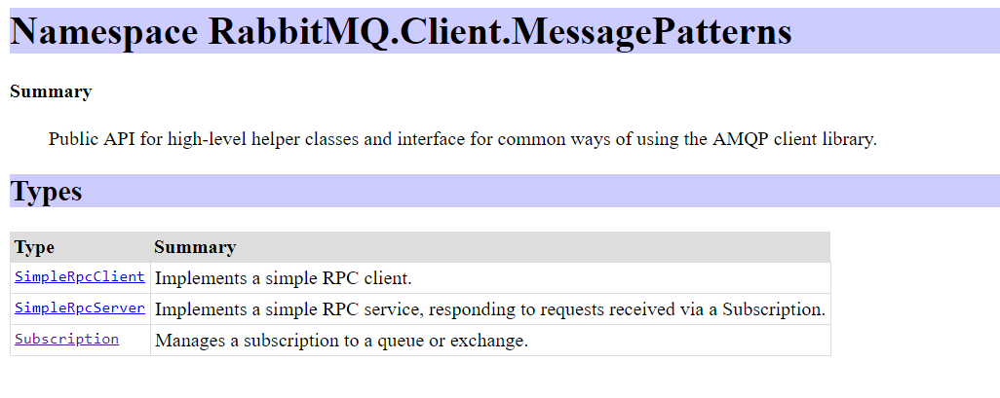 Namespace RabbitMQ.Client.MessagePatterns
Summary
Public API for high-level helper classes and interface for common ways of using the AMQP client library.
Types
Type Summary
SimpleRpcClient Implements a simple RPC client.
SimpleRpcServer Implements a simple RPC service, responding to requests received via a Subscription.
Subscription Manages a subscription to a queue or exchange.